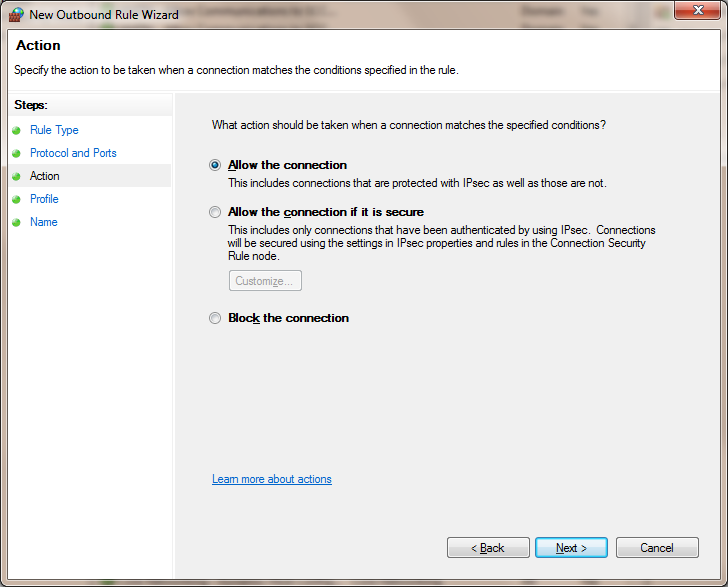 New Outbound Rule Wizard
Action
Specify the action to be taken when a connection matches the conditions specified in the rule.
Steps:
Rule Type
Protocol and Ports
Action
Profile
Name
What action should be taken when a connection matches the specified conditions?
Allow the connection
This includes connections that are protected with IPsec as well as those are not.
Allow the connection if it is secure
This includes only connections that have been authenticated by using IPsec. Connections
will be secured using the settings in IPsec properties and rules in the Connection Security
Rule node.
Customize...
Block the connection
Learn more about actions
< Back
Next >
Cancel